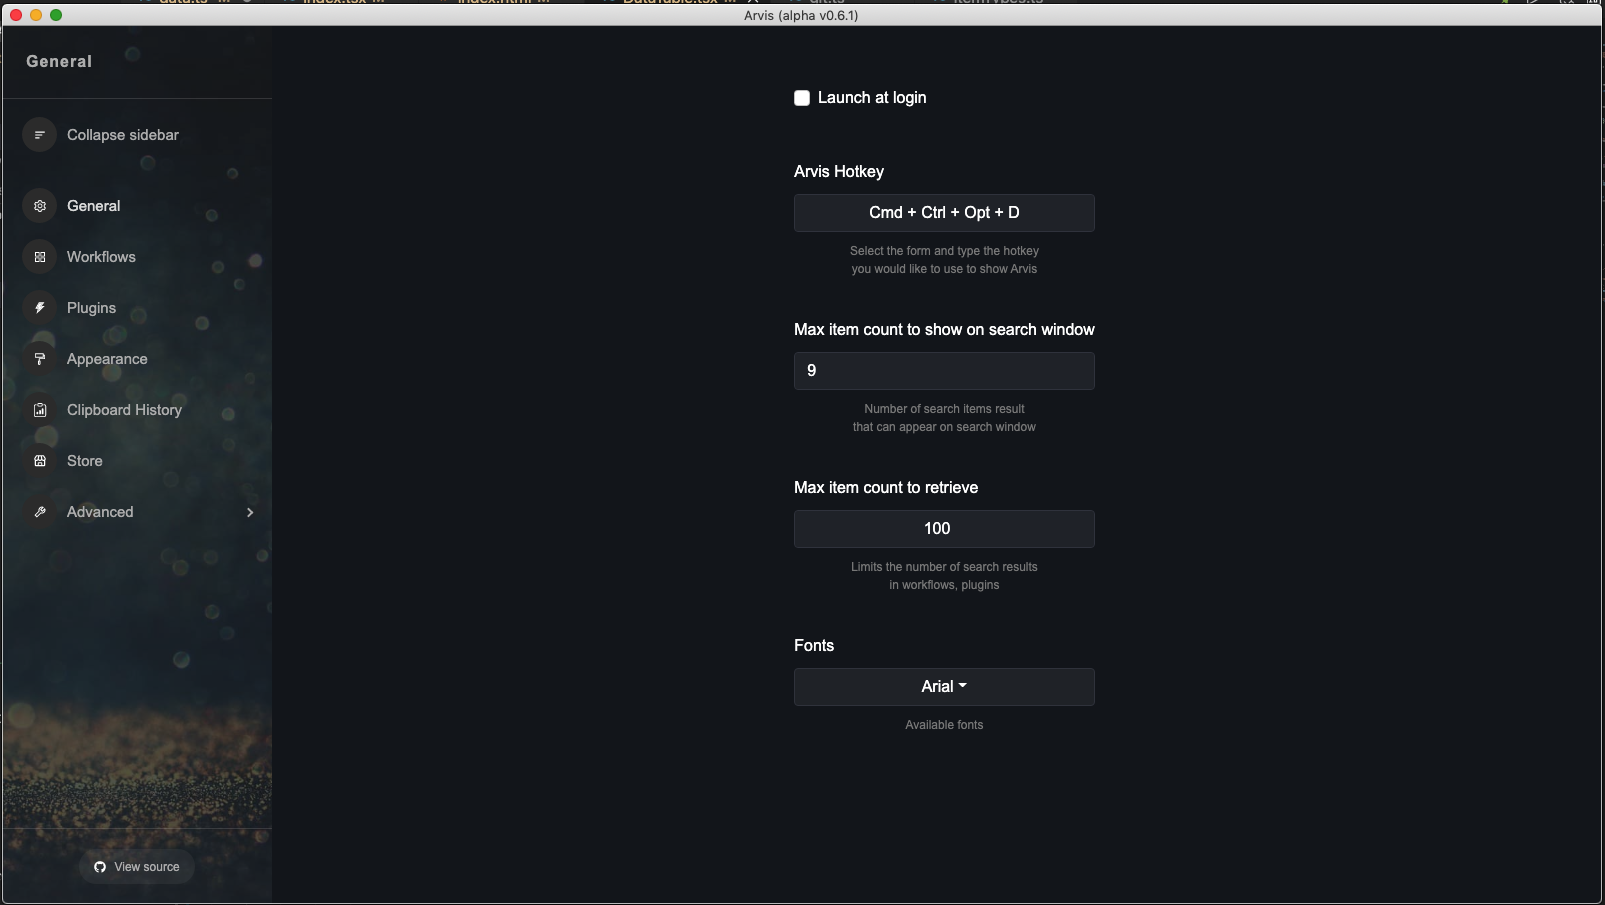 Arvis (alpha v0.6.1)
General
Collapse sidebar
General
Workflows
Plugins
Appearance
Clipboard History
Store
Advanced
View source
Launch at login
Arvis Hotkey
Cmd + Ctrl + Opt + D
Select the form and type the hotkey
you would like to use to show Arvis
Max item count to show on search window
9
Number of search items result
that can appear on search window
Max item count to retrieve
100
Limits the number of search results
in workflows, plugins
Fonts
Arial
Available fonts